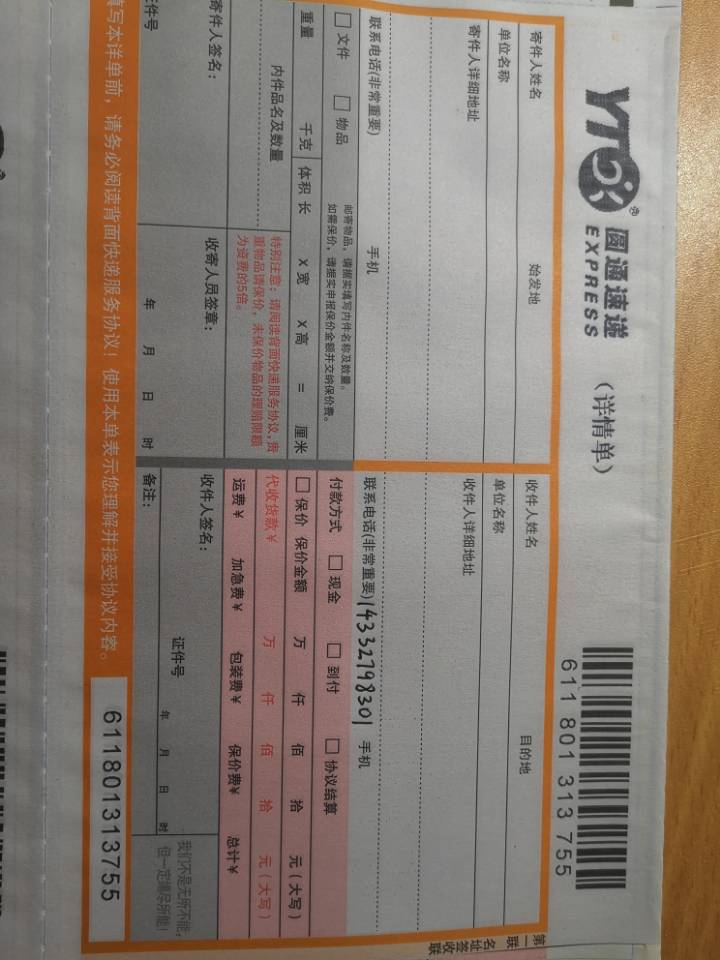 YTO 圆通速递 EXPRESS （详情单）
611 801 313 755
第一联 名址签收联
寄件人姓名 始发地
单位名称
寄件人详细地址
联系电话(非常重要) 手机
文件 物品 邮寄物品，请据实填写内件名称及数量。
如需保价，请据实申报保价金额并交纳保价费。
重量 千克 体积 长 X宽 X高 = 厘米
内件品名及数量
特别注意：请阅读背面快递服务协议，贵
重物品请保价，未保价物品的理赔限额
为资费的5倍。
寄件人签名： 收寄人员签章：
证件号 年 月 日 时
收件人姓名 目的地
单位名称
收件人详细地址
联系电话(非常重要)14332798301 手机
付款方式 现金 到付 协议结算
保价 保价金额 万 仟 佰 拾 元（大写）
代收货款￥ 万 仟 佰 拾 元（大写）
运费￥ 加急费￥ 包装费￥ 保价费￥ 总计￥
收件人签名：
证件号 年 月 日 时
备注：
我们不是无所不能，
但一定竭尽所能！
填写本详单前，请务必阅读背面快递服务协议！使用本单表示您理解并接受协议内容。
611801313755